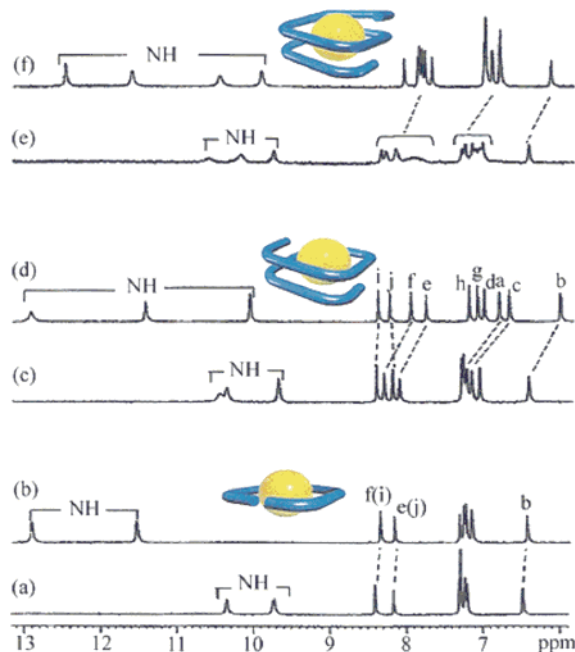 (f) NH
(e) NH
(d) NH i j f e h g d a c b
(c) NH
(b) NH f(i) e(j) b
(a) NH
13 12 11 10 9 8 7 ppm